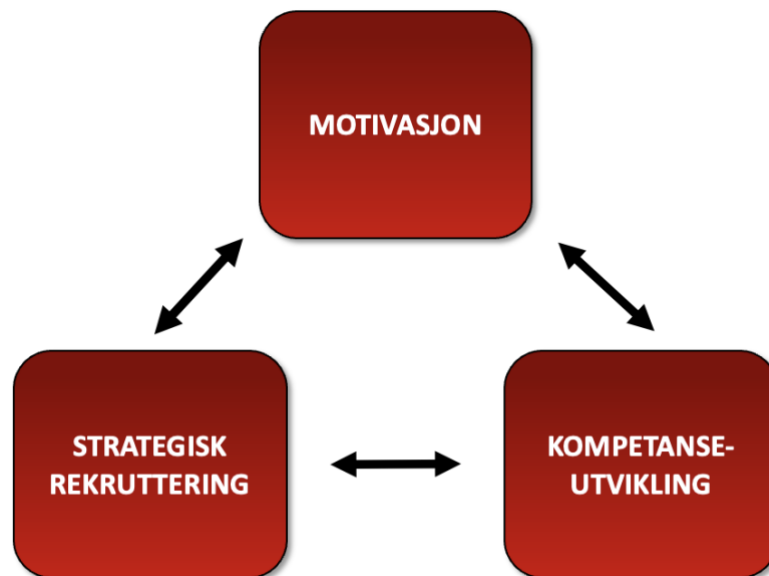 MOTIVASJON
STRATEGISK
REKRUTTERING
KOMPETANSE-
UTVIKLING